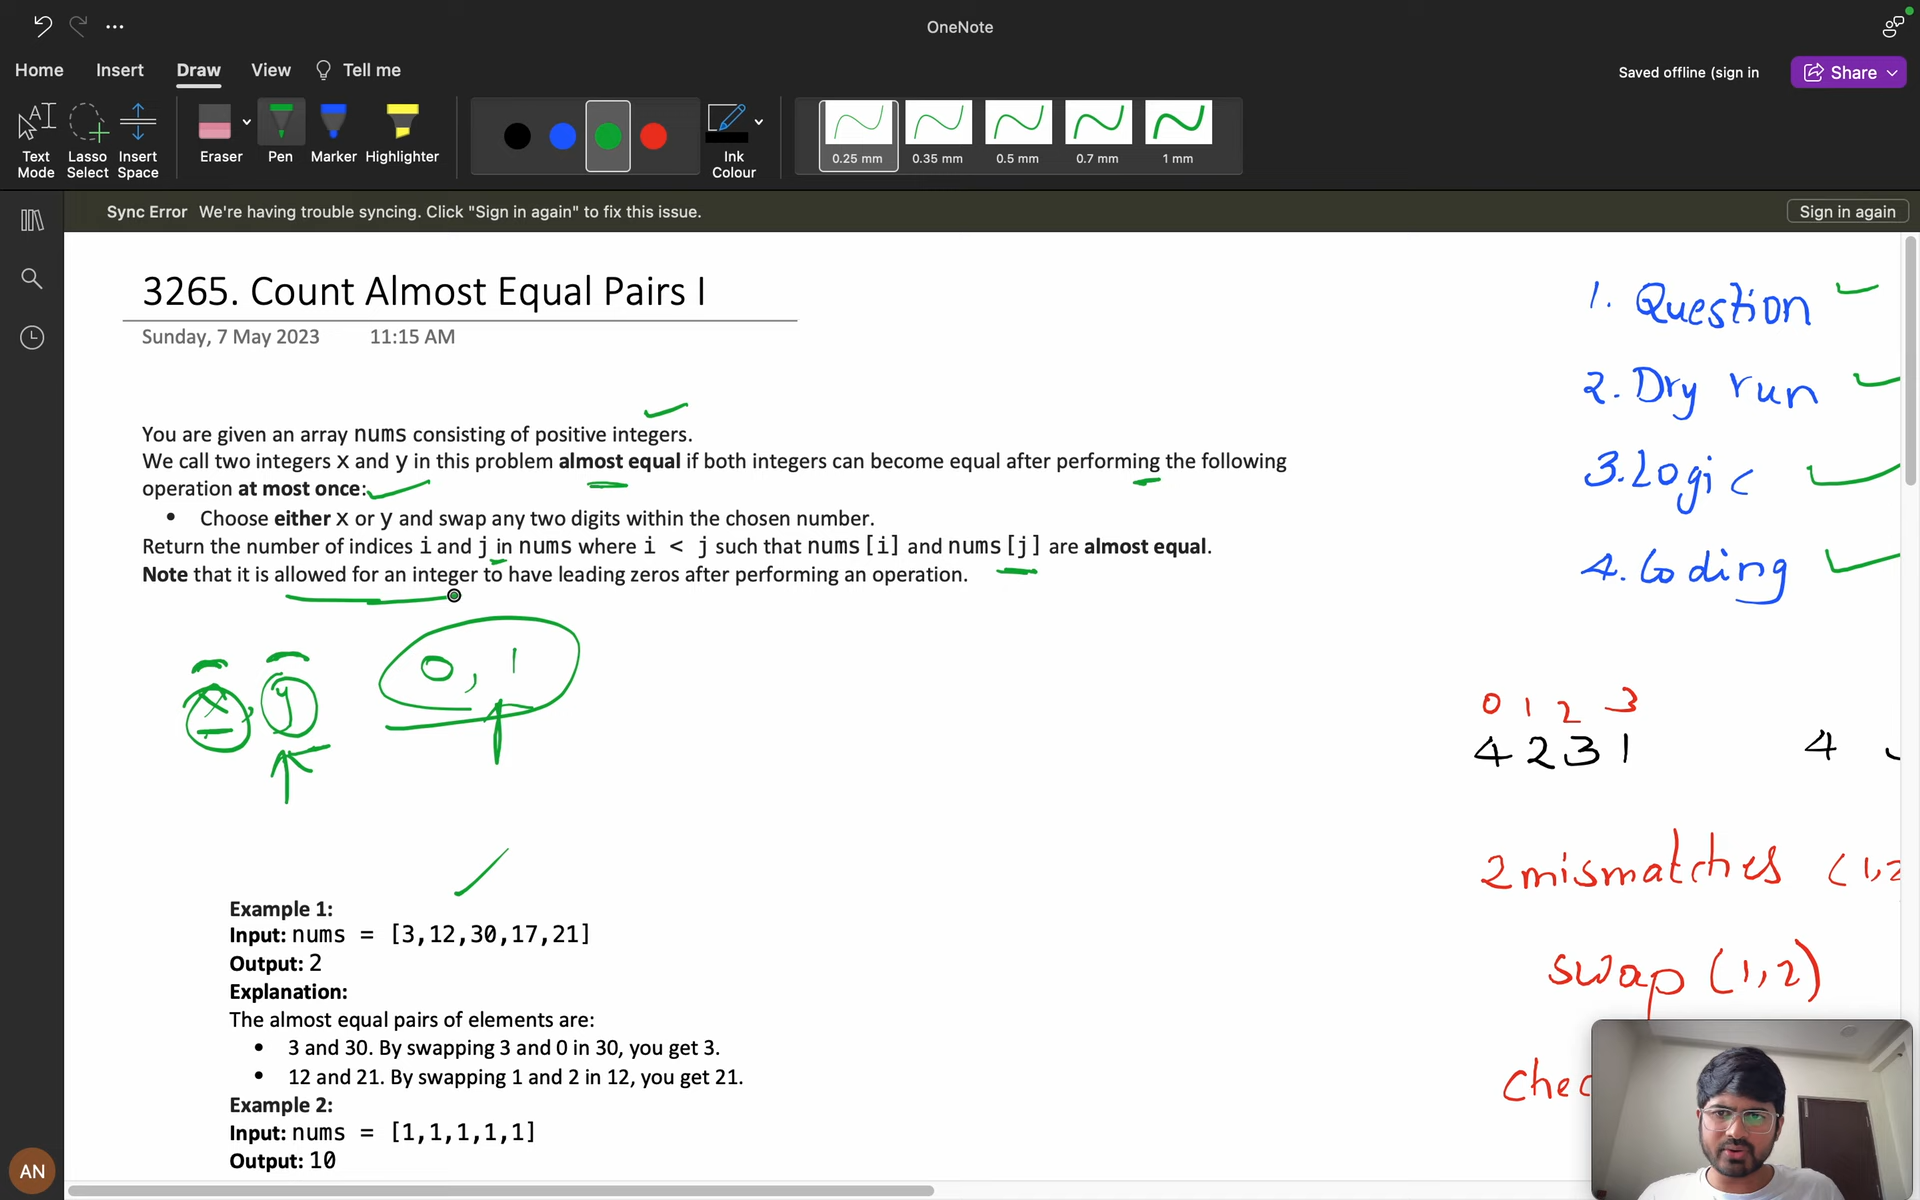 OneNote
Home Insert Draw View Tell me
Saved offline (sign in
Share
Text Mode
Lasso Select
Insert Space
Eraser
Pen
Marker
Highlighter
Ink Colour
0.25 mm
0.35 mm
0.5 mm
0.7 mm
1 mm
Sync Error We're having trouble syncing. Click "Sign in again" to fix this issue.
Sign in again
3265. Count Almost Equal Pairs I
Sunday, 7 May 2023 11:15 AM
You are given an array nums consisting of positive integers.
We call two integers x and y in this problem almost equal if both integers can become equal after performing the following
operation at most once:
• Choose either x or y and swap any two digits within the chosen number.
Return the number of indices i and j in nums where i < j such that nums[i] and nums[j] are almost equal.
Note that it is allowed for an integer to have leading zeros after performing an operation.
x, y 0, 1
Example 1:
Input: nums = [3,12,30,17,21]
Output: 2
Explanation:
The almost equal pairs of elements are:
• 3 and 30. By swapping 3 and 0 in 30, you get 3.
• 12 and 21. By swapping 1 and 2 in 12, you get 21.
Example 2:
Input: nums = [1,1,1,1,1]
Output: 10
1. Question
2. Dry run
3. Logic
4. Coding
0 1 2 3
4 2 3 1 4
2 mismatches (1,2
swap (1,2)
chec
AN